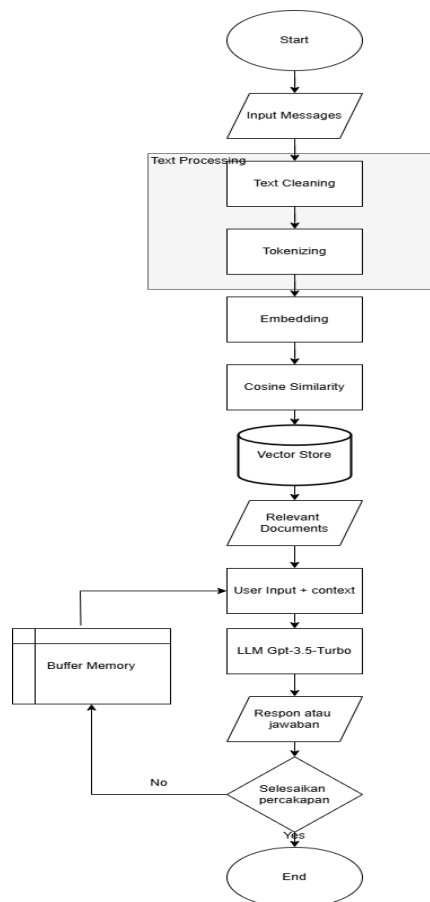 Start
Input Messages
Text Processing
Text Cleaning
Tokenizing
Embedding
Cosine Similarity
Vector Store
Relevant
Documents
User Input + context
LLM Gpt-3.5-Turbo
Buffer Memory
Respon atau
jawaban
No
Selesaikan
percakapan
Yes
End